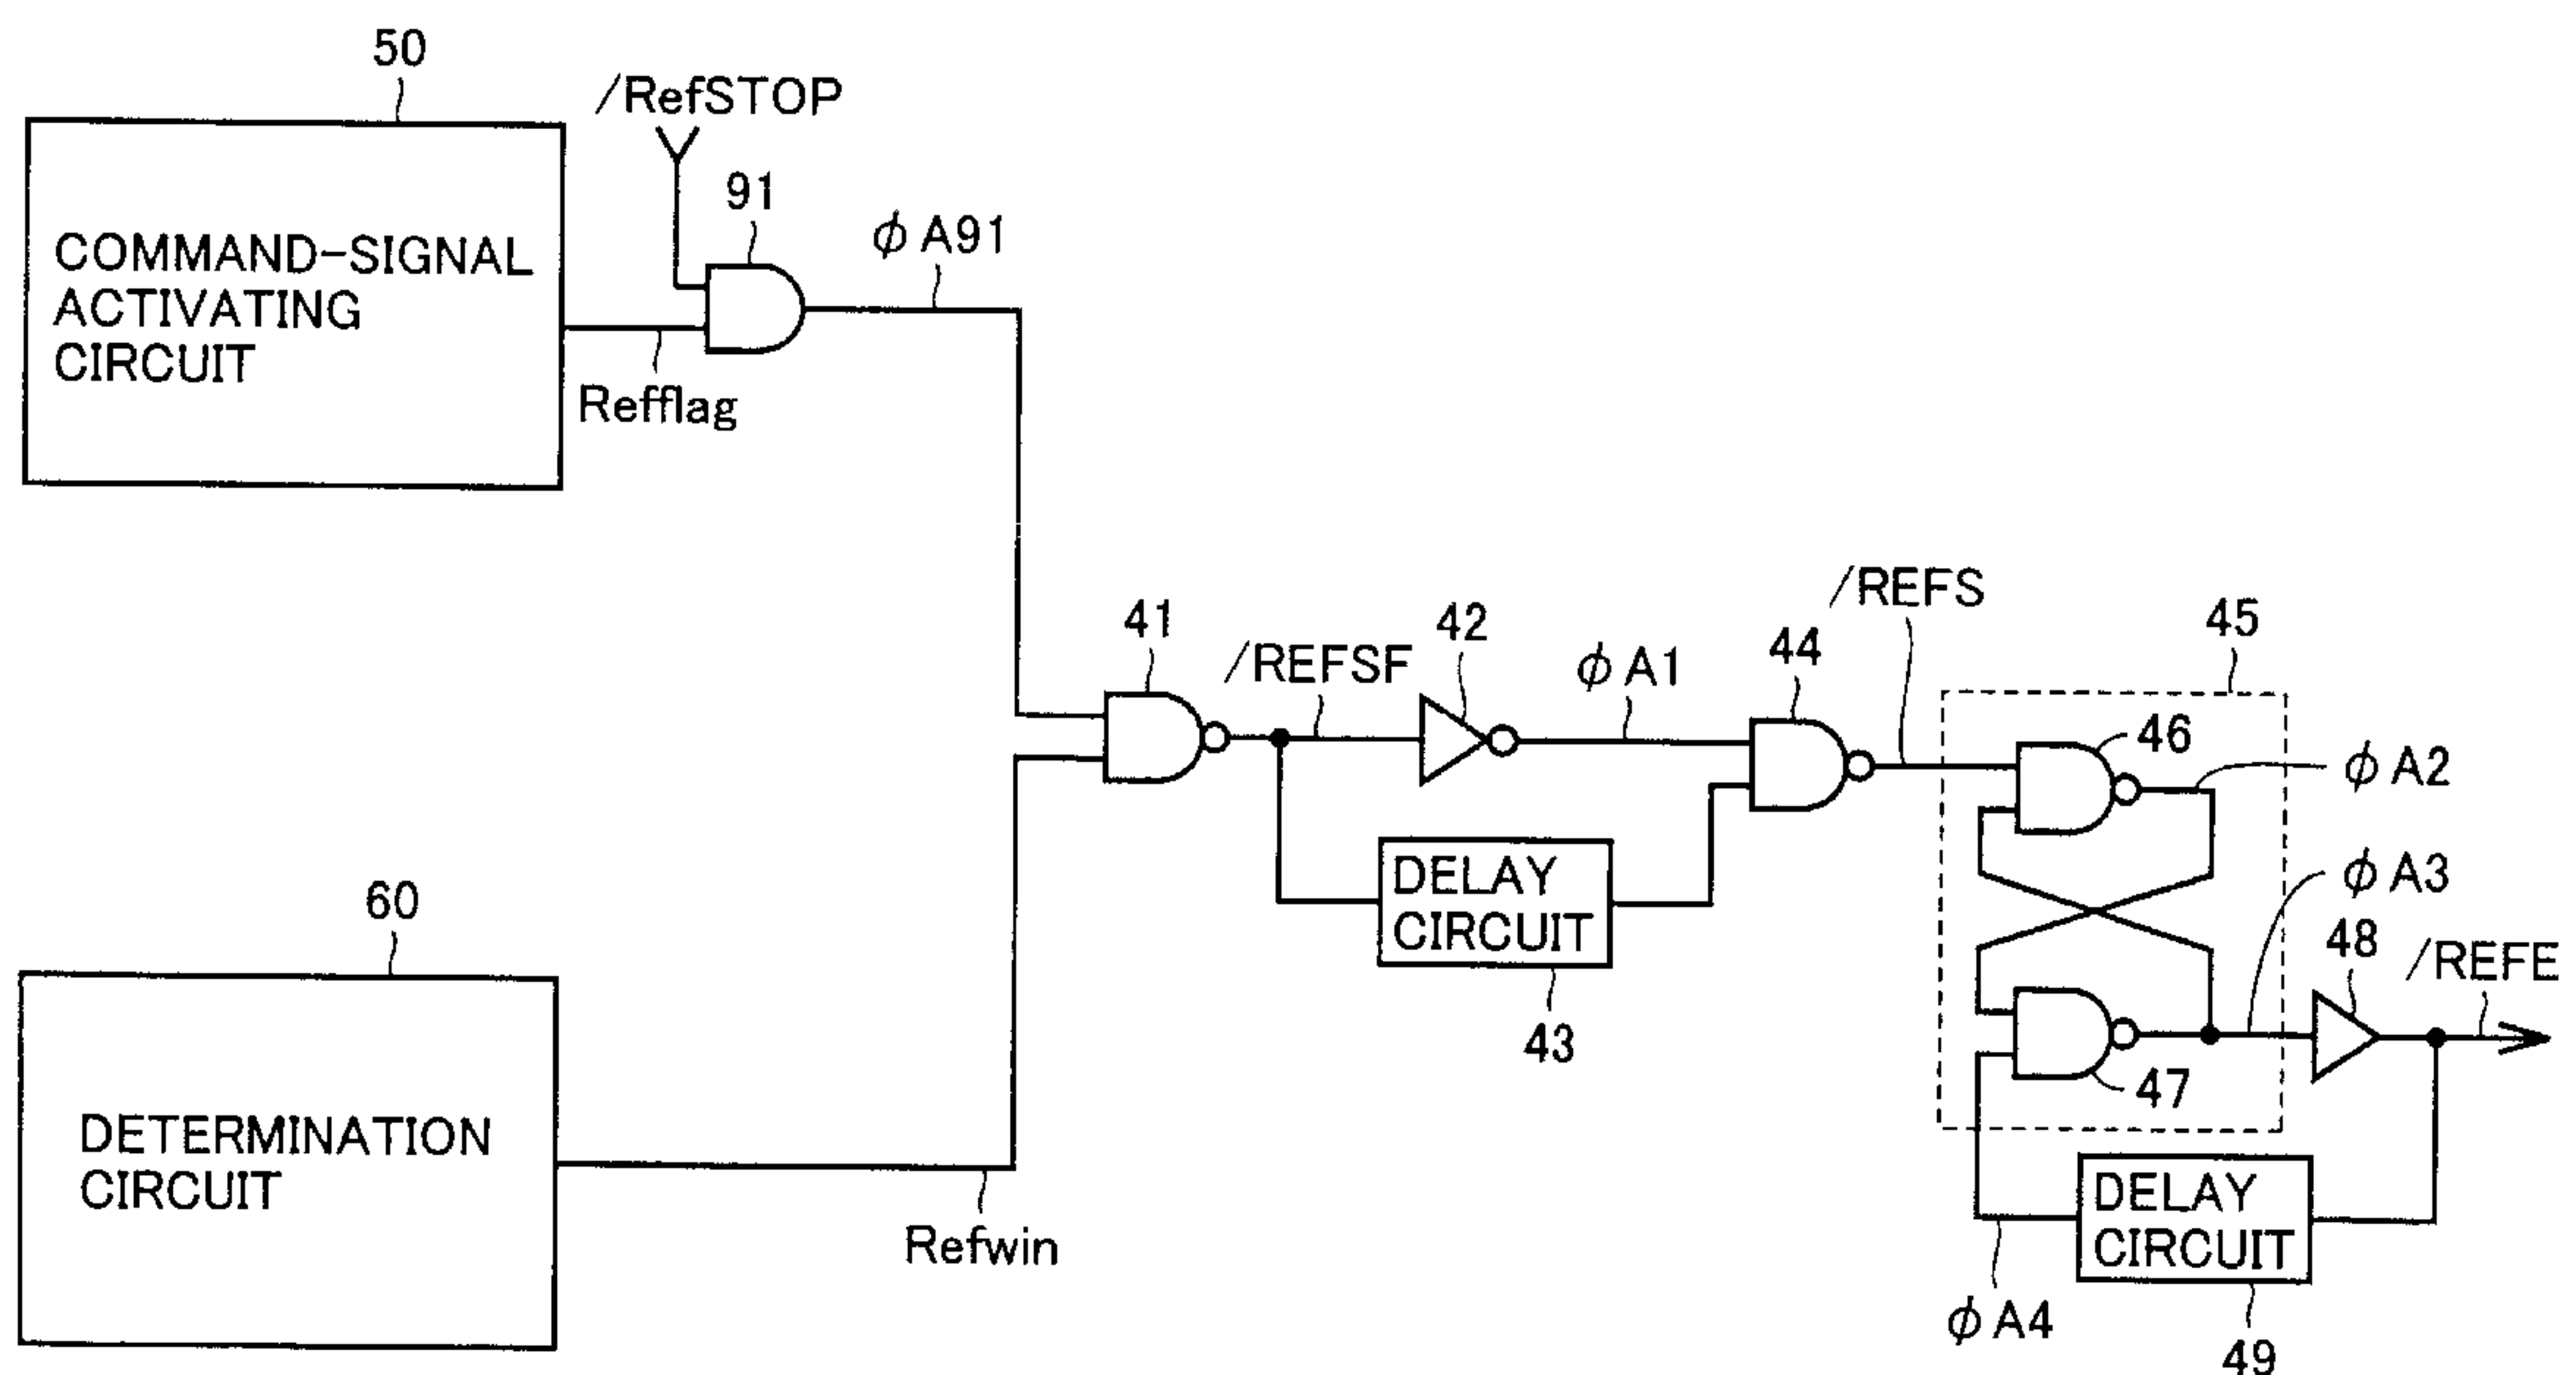 50
/RefSTOP
91
φA91
COMMAND-SIGNAL
ACTIVATING
CIRCUIT
Refflag
41
/REFSF
42
φA1
44
/REFS
45
46
φA2
DELAY
CIRCUIT
43
φA3
47
48
/REFE
60
DETERMINATION
CIRCUIT
Refwin
DELAY
CIRCUIT
φA4
49